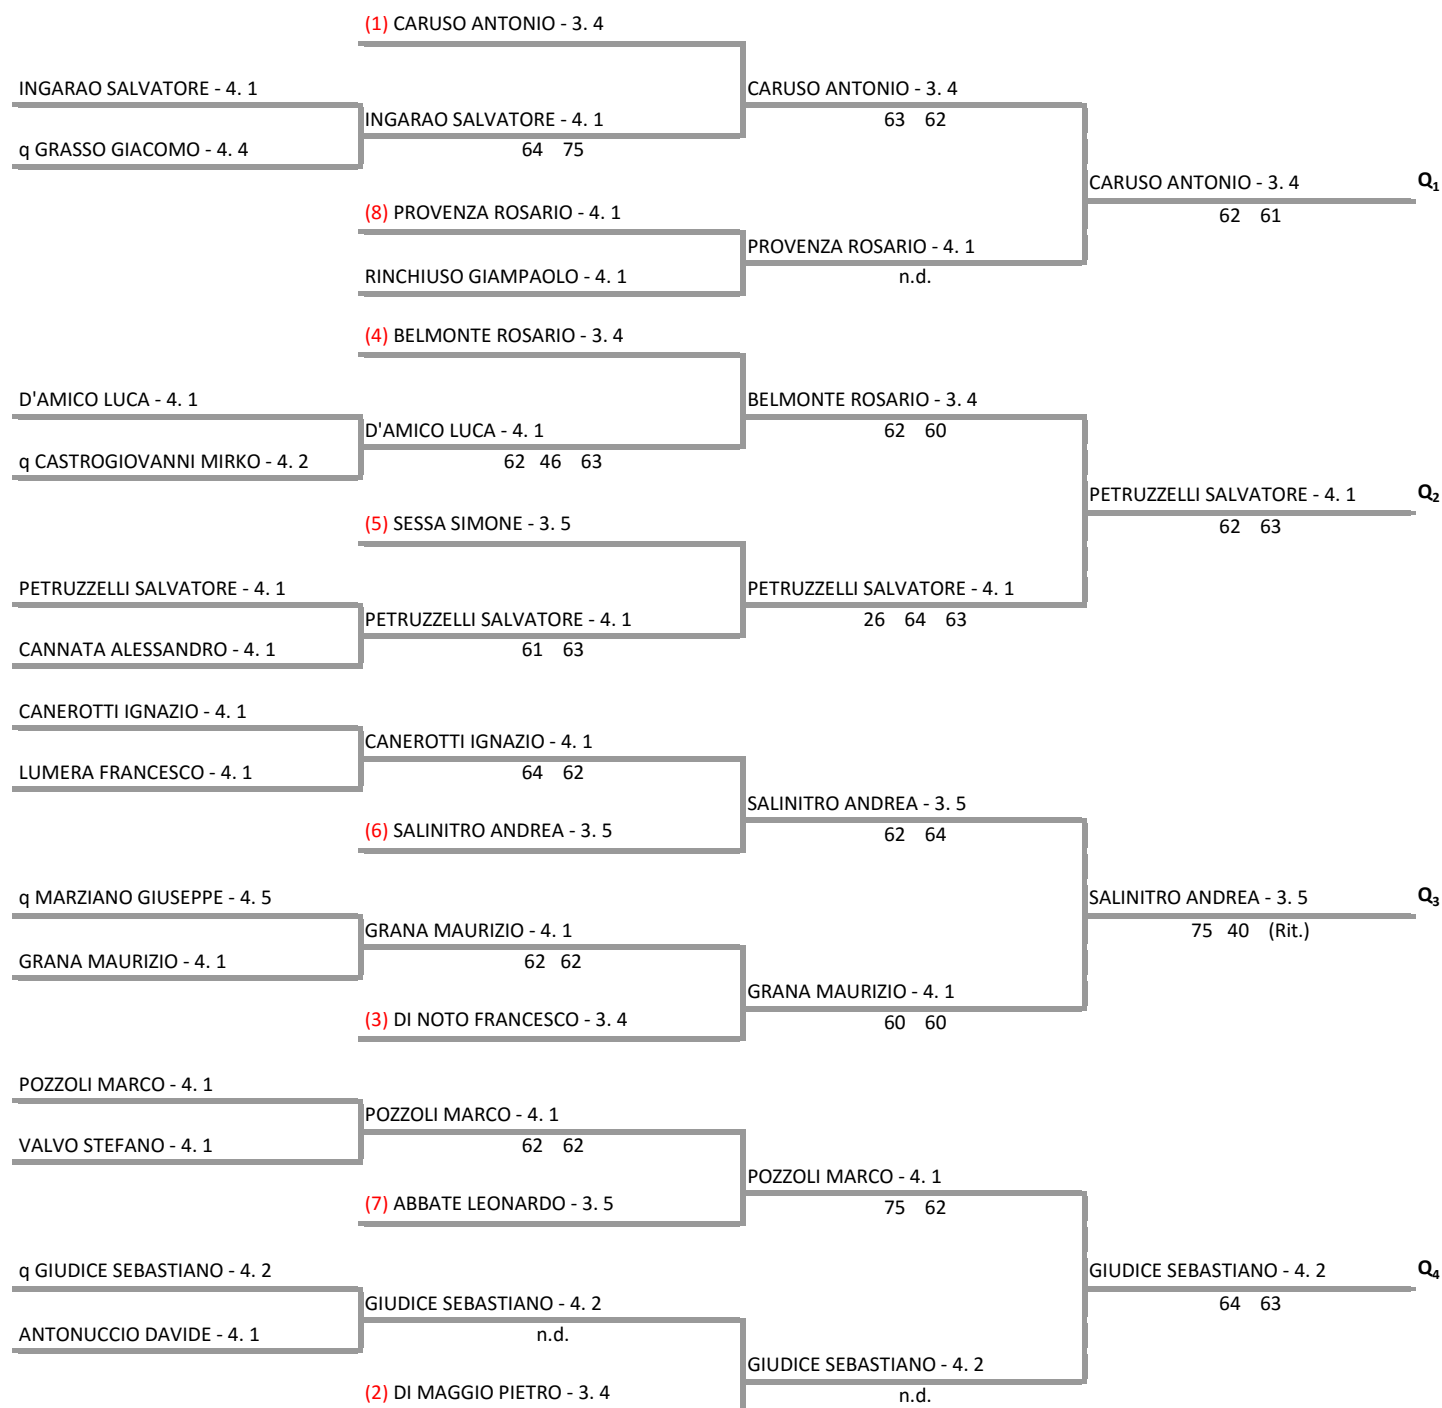 (1) CARUSO ANTONIO - 3. 4
INGARAO SALVATORE - 4. 1
CARUSO ANTONIO - 3. 4
INGARAO SALVATORE - 4. 1
63 62
q GRASSO GIACOMO - 4. 4
64 75
CARUSO ANTONIO - 3. 4
Q1
(8) PROVENZA ROSARIO - 4. 1
62 61
PROVENZA ROSARIO - 4. 1
RINCHIUSO GIAMPAOLO - 4. 1
n.d.
(4) BELMONTE ROSARIO - 3. 4
D'AMICO LUCA - 4. 1
BELMONTE ROSARIO - 3. 4
D'AMICO LUCA - 4. 1
62 60
q CASTROGIOVANNI MIRKO - 4. 2
62 46 63
PETRUZZELLI SALVATORE - 4. 1
Q2
(5) SESSA SIMONE - 3. 5
62 63
PETRUZZELLI SALVATORE - 4. 1
PETRUZZELLI SALVATORE - 4. 1
PETRUZZELLI SALVATORE - 4. 1
26 64 63
CANNATA ALESSANDRO - 4. 1
61 63
CANEROTTI IGNAZIO - 4. 1
CANEROTTI IGNAZIO - 4. 1
LUMERA FRANCESCO - 4. 1
64 62
SALINITRO ANDREA - 3. 5
(6) SALINITRO ANDREA - 3. 5
62 64
q MARZIANO GIUSEPPE - 4. 5
SALINITRO ANDREA - 3. 5
Q3
GRANA MAURIZIO - 4. 1
75 40 (Rit.)
GRANA MAURIZIO - 4. 1
62 62
GRANA MAURIZIO - 4. 1
(3) DI NOTO FRANCESCO - 3. 4
60 60
POZZOLI MARCO - 4. 1
POZZOLI MARCO - 4. 1
VALVO STEFANO - 4. 1
62 62
POZZOLI MARCO - 4. 1
(7) ABBATE LEONARDO - 3. 5
75 62
q GIUDICE SEBASTIANO - 4. 2
GIUDICE SEBASTIANO - 4. 2
Q4
GIUDICE SEBASTIANO - 4. 2
64 63
ANTONUCCIO DAVIDE - 4. 1
n.d.
GIUDICE SEBASTIANO - 4. 2
(2) DI MAGGIO PIETRO - 3. 4
n.d.